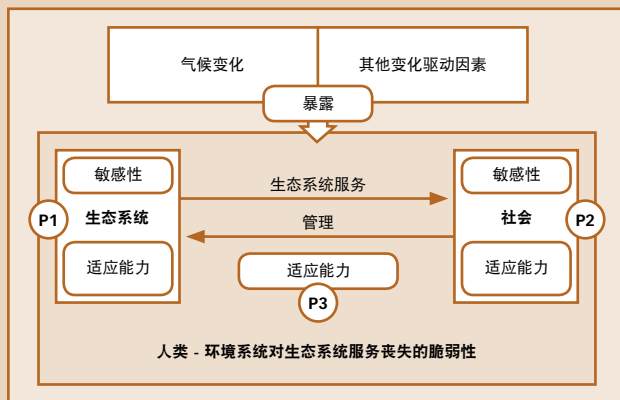 气候变化
其他变化驱动因素
暴露
敏感性
生态系统
适应能力
P1
生态系统服务
管理
适应能力
P3
敏感性
社会
适应能力
P2
人类 - 环境系统对生态系统服务丧失的脆弱性